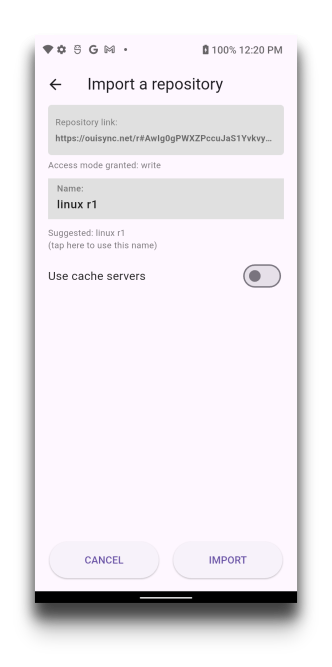 100% 12:20 PM
Import a repository
Repository link:
https://ouisync.net/r#AwIg0gPWXZPccuJaS1Yvkvy...
Access mode granted: write
Name:
linux r1
Suggested: linux r1
(tap here to use this name)
Use cache servers
CANCEL
IMPORT